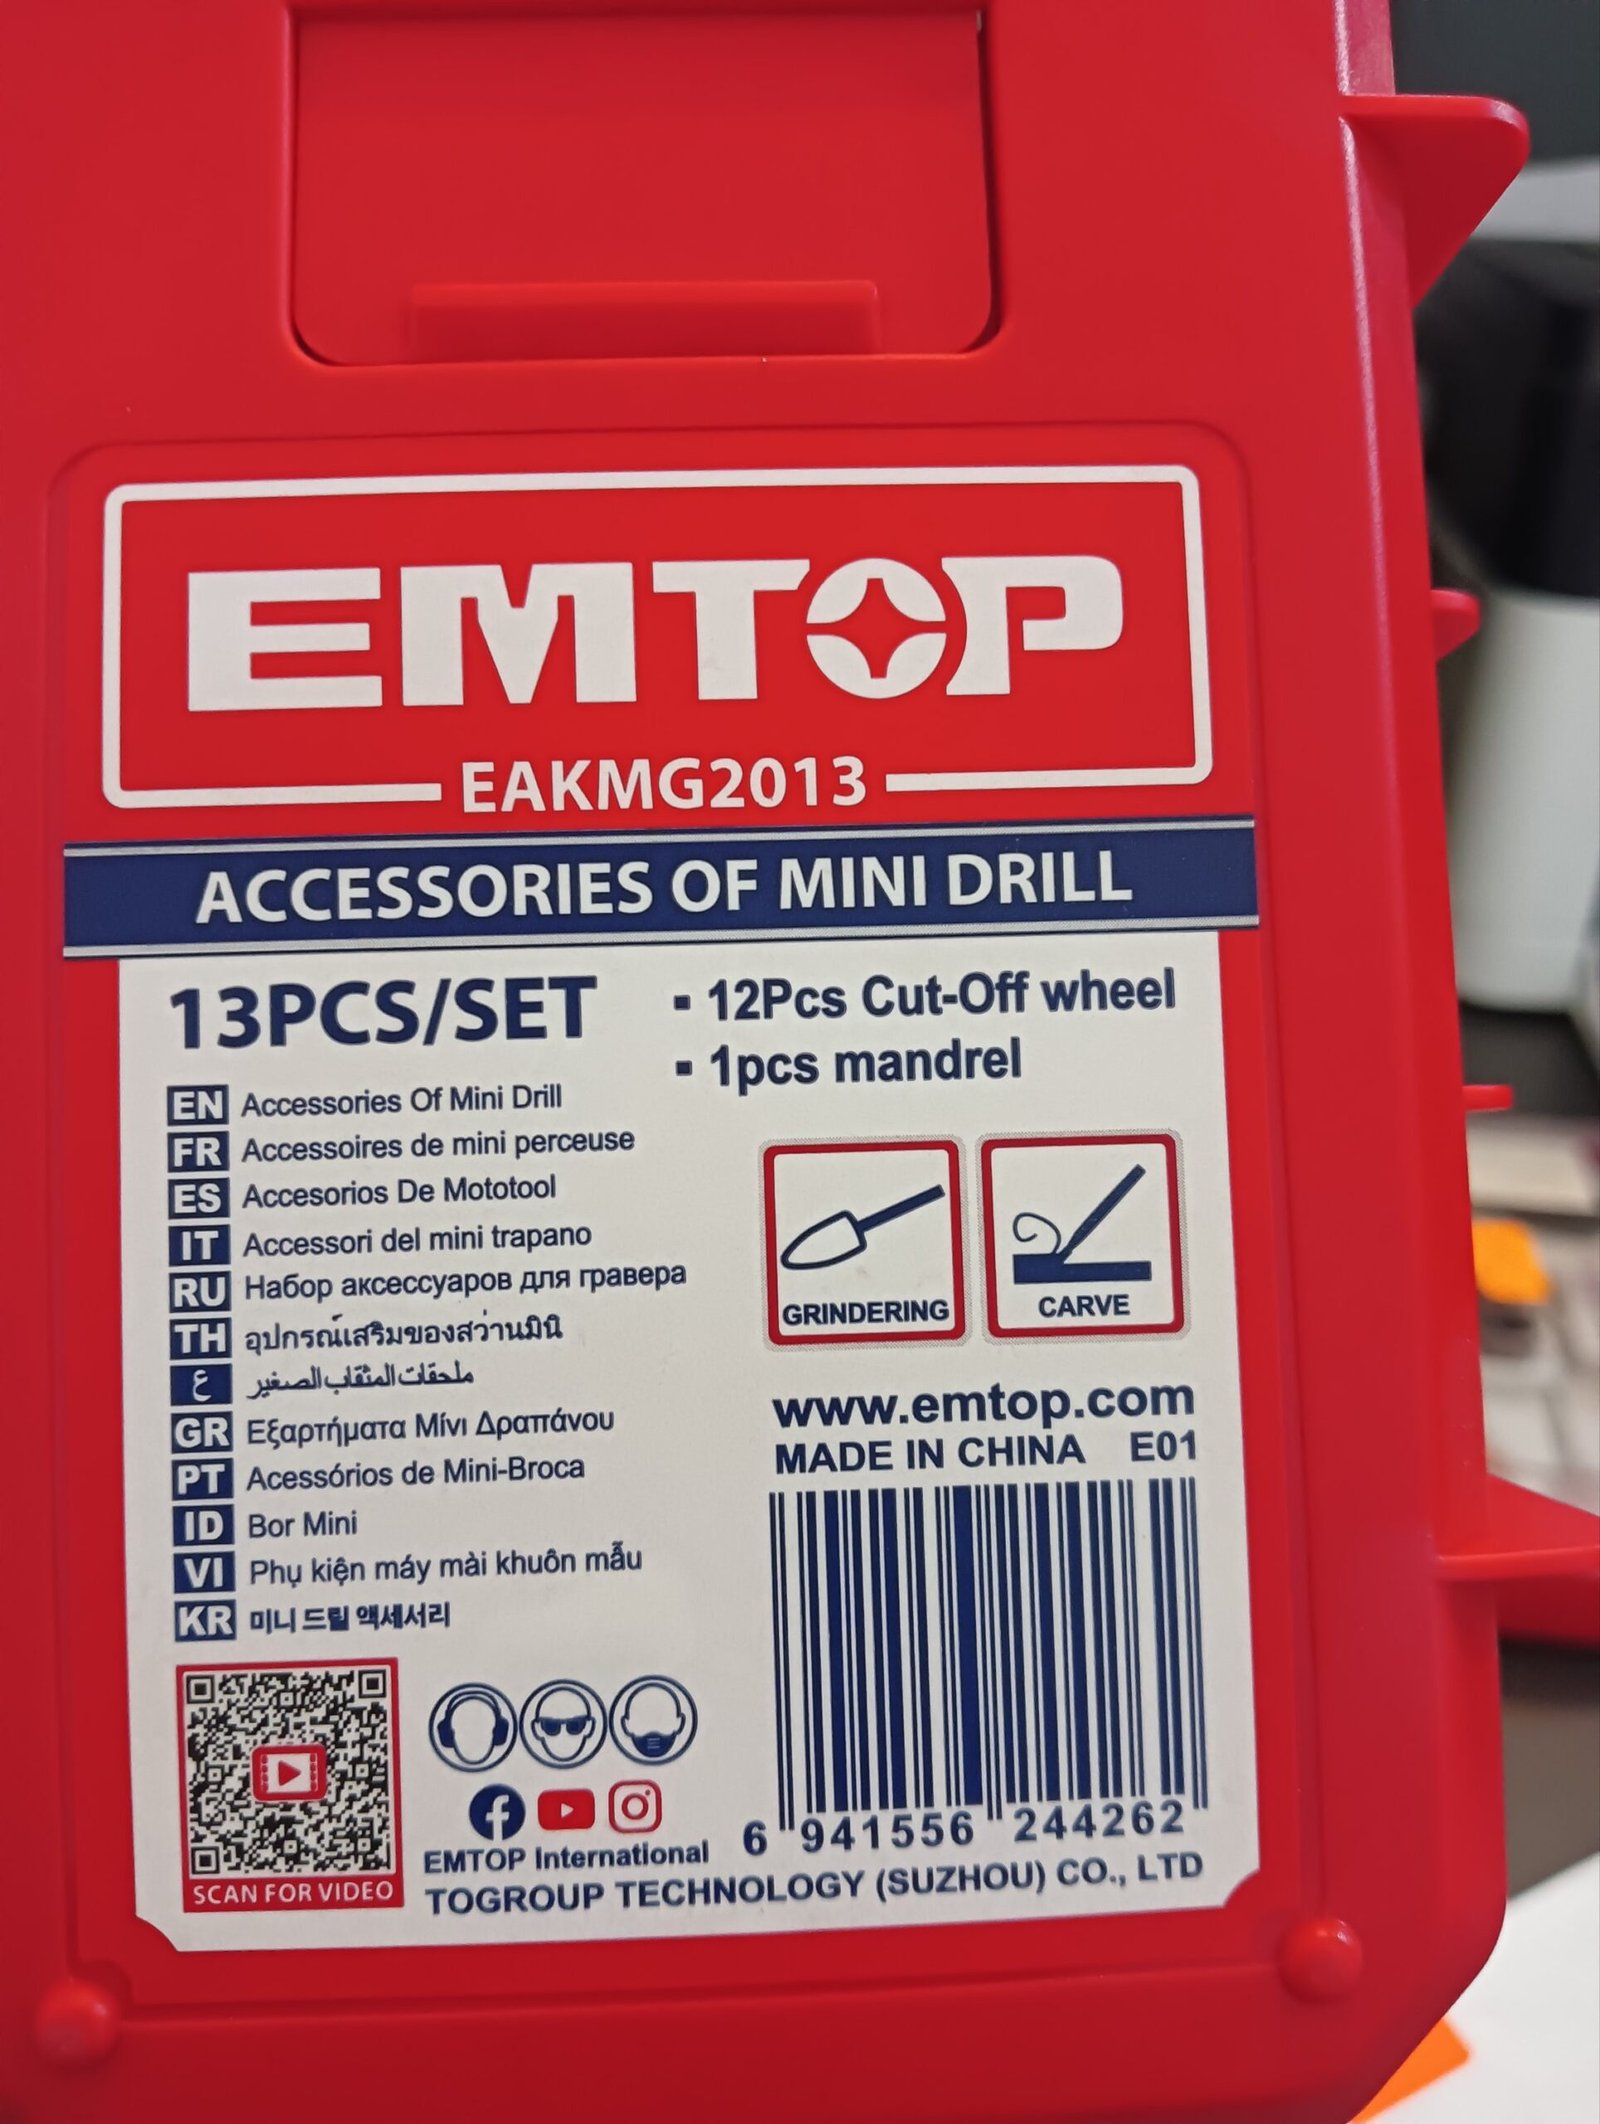 EMTOP
EAKMG2013
ACCESSORIES OF MINI DRILL
13PCS/SET
▪ 12Pcs Cut-Off wheel
▪ 1pcs mandrel
EN Accessories Of Mini Drill
FR Accessoires de mini perceuse
ES Accesorios De Mototool
IT Accessori del mini trapano
RU Набор аксессуаров для гравера
TH อุปกรณ์เสริมของสว่านมินิ
ع ملحقات المثقاب الصغير
GR Εξαρτήματα Μίνι Δραπάνου
PT Acessórios de Mini-Broca
ID Bor Mini
VI Phụ kiện máy mài khuôn mẫu
KR 미니 드릴 액세서리
GRINDERING
CARVE
www.emtop.com
MADE IN CHINA E01
6 941556 244262
SCAN FOR VIDEO
EMTOP International
TOGROUP TECHNOLOGY (SUZHOU) CO., LTD